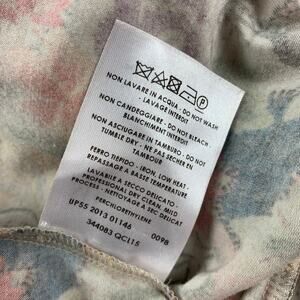 P
NON LAVARE IN ACQUA - DO NOT WASH
- LAVAGE INTERDIT
NON CANDEGGIARE - DO NOT BLEACH
BLANCHIMENT INTERDIT
NON ASCIUGARE IN TAMBURO - DO NOT
TUMBLE DRY - NE PAS SECHER EN
TAMBOUR
FERRO TIEPIDO - IRON, LOW HEAT -
REPASSAGE A BASSE TEMPERATURE
LAVABILE A SECCO DELICATO -
PROCESS - DRY CLEAN, MILD
NETTOYAGE A SEC DELICAT
PERCHLORETHYLENE
UP55 2013 01146 0098
344083 QCL15